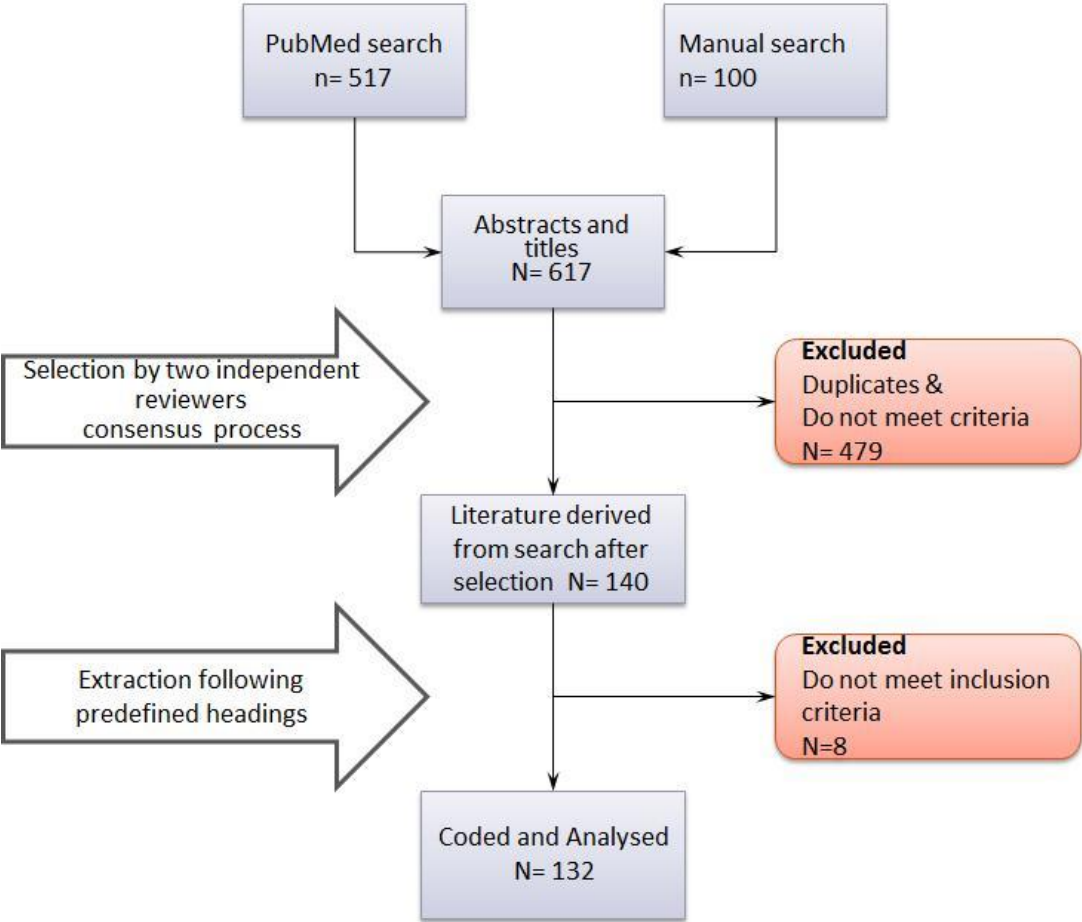 PubMed search
n= 517
Manual search
n= 100
Abstracts and
titles
N= 617
Selection by two independent
reviewers
consensus process
Excluded
Duplicates &
Do not meet criteria
N= 479
Literature derived
from search after
selection N= 140
Extraction following
predefined headings
Excluded
Do not meet inclusion
criteria
N=8
Coded and Analysed
N= 132